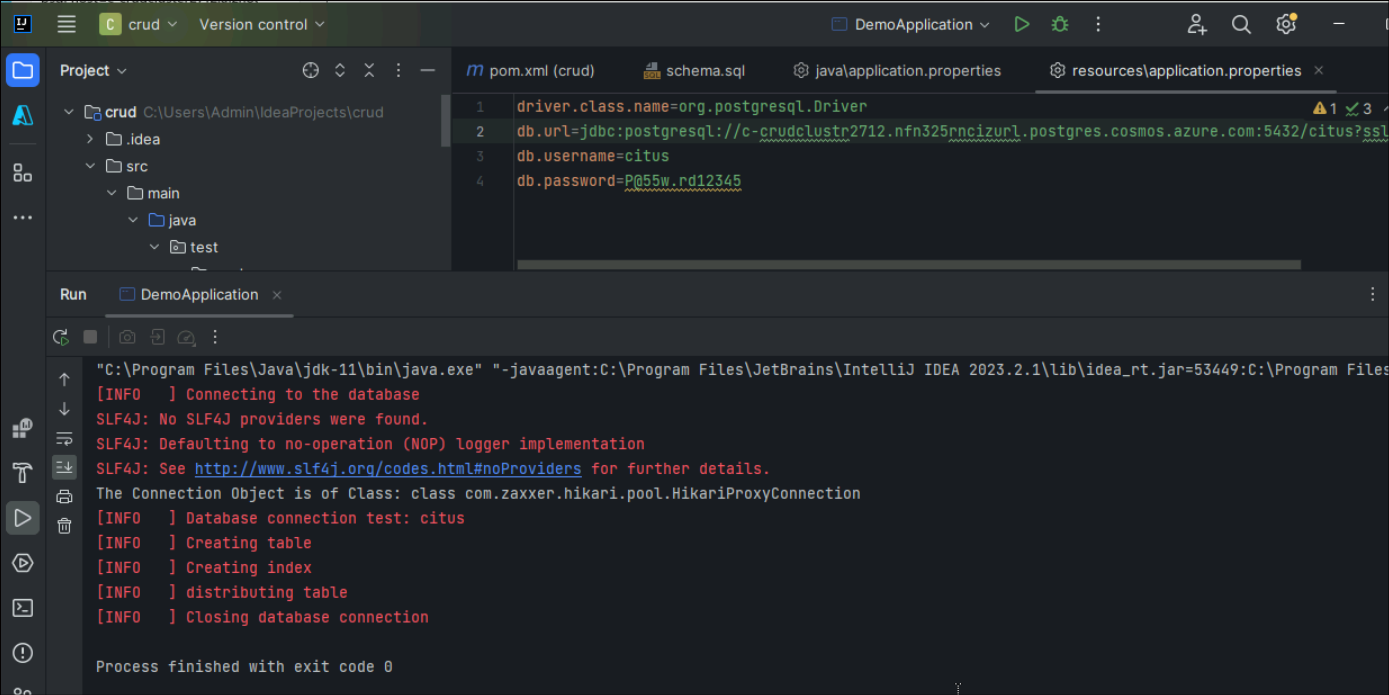 crud
Version control
DemoApplication
Project
pom.xml (crud)
schema.sql
java\application.properties
resources\application.properties
crud C:\Users\Admin\IdeaProjects\crud
.idea
src
main
java
test
1 driver.class.name=org.postgresql.Driver
1 3
2 db.url=jdbc:postgresql://c-crudclustr2712.nfn325rncizurl.postgres.cosmos.azure.com:5432/citus?ssl
3 db.username=citus
4 db.password=P@55w.rd12345
Run DemoApplication
"C:\Program Files\Java\jdk-11\bin\java.exe" "-javaagent:C:\Program Files\JetBrains\IntelliJ IDEA 2023.2.1\lib\idea_rt.jar=53449:C:\Program Files
[INFO   ] Connecting to the database
SLF4J: No SLF4J providers were found.
SLF4J: Defaulting to no-operation (NOP) logger implementation
SLF4J: See http://www.slf4j.org/codes.html#noProviders for further details.
The Connection Object is of Class: class com.zaxxer.hikari.pool.HikariProxyConnection
[INFO   ] Database connection test: citus
[INFO   ] Creating table
[INFO   ] Creating index
[INFO   ] distributing table
[INFO   ] Closing database connection
Process finished with exit code 0